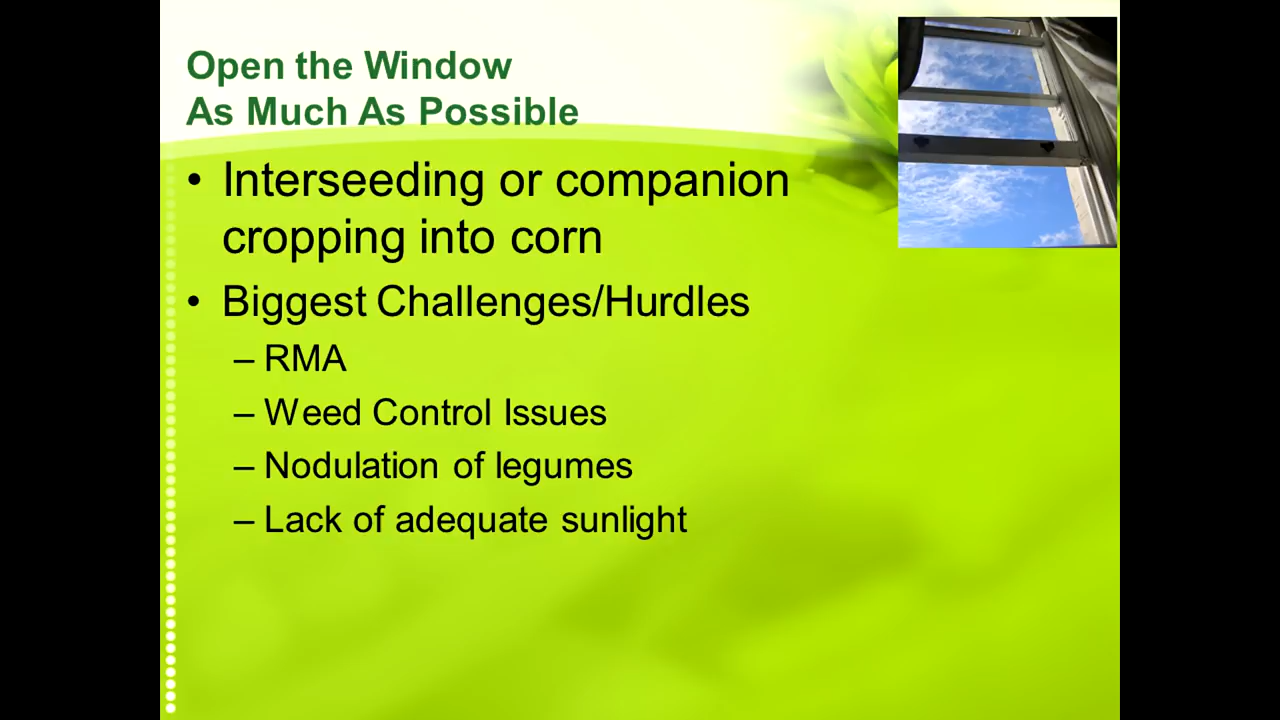 Open the Window
As Much As Possible
• Interseeding or companion
cropping into corn
• Biggest Challenges/Hurdles
– RMA
– Weed Control Issues
– Nodulation of legumes
– Lack of adequate sunlight